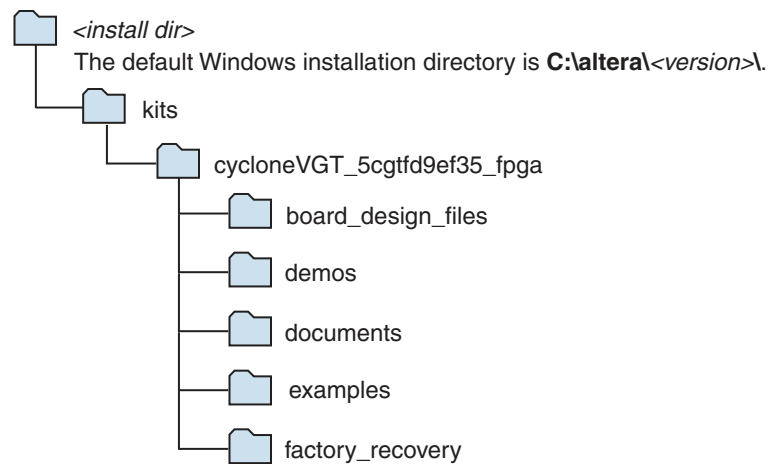 <install dir>
The default Windows installation directory is C:\altera\<version>\.
kits
cycloneVGT_5cgtfd9ef35_fpga
board_design_files
demos
documents
examples
factory_recovery